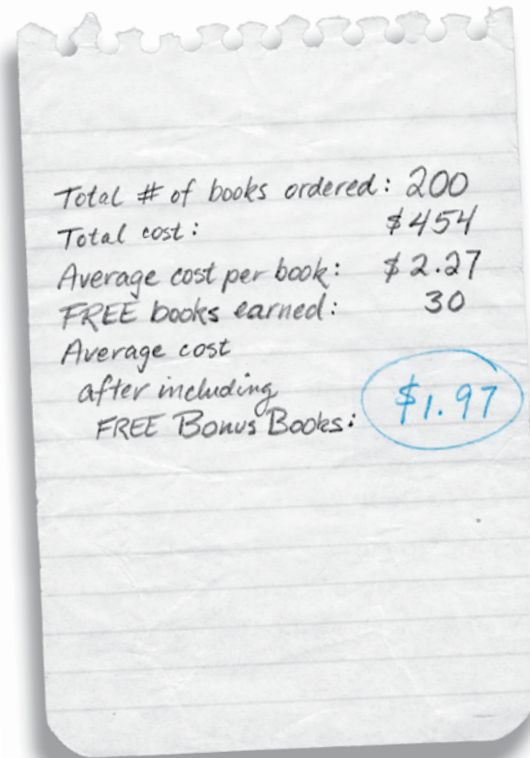 Total # of books ordered: 200
Total cost: $454
Average cost per book: $2.27
FREE books earned: 30
Average cost
after including
FREE Bonus Books: $1.97